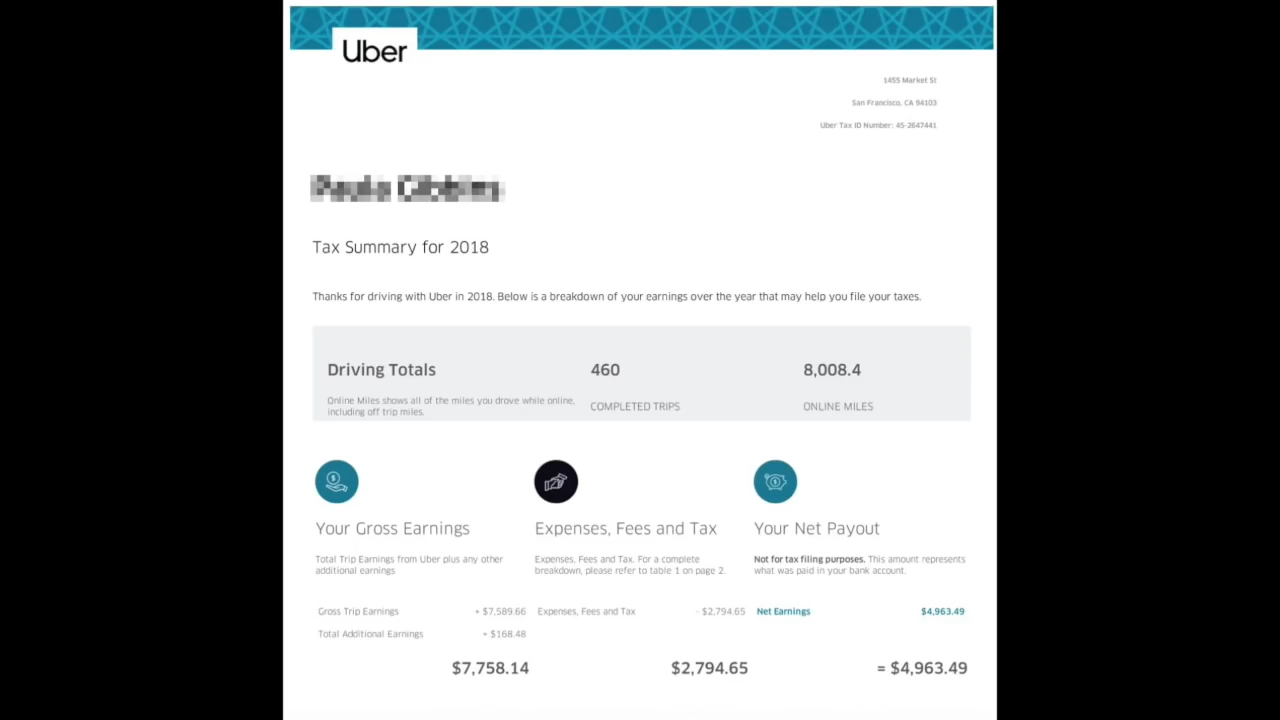 Uber
1455 Market St
San Francisco, CA 94103
Uber Tax ID Number: 45-2647441
Tax Summary for 2018
Thanks for driving with Uber in 2018. Below is a breakdown of your earnings over the year that may help you file your taxes.
Driving Totals
Online Miles shows all of the miles you drove while online,
including off trip miles.
460
COMPLETED TRIPS
8,008.4
ONLINE MILES
Your Gross Earnings
Total Trip Earnings from Uber plus any other
additional earnings
Gross Trip Earnings + $7,589.66
Total Additional Earnings + $168.48
$7,758.14
Expenses, Fees and Tax
Expenses, Fees and Tax. For a complete
breakdown, please refer to table 1 on page 2.
Expenses, Fees and Tax - $2,794.65
$2,794.65
Your Net Payout
Not for tax filing purposes. This amount represents
what was paid in your bank account.
Net Earnings $4,963.49
= $4,963.49